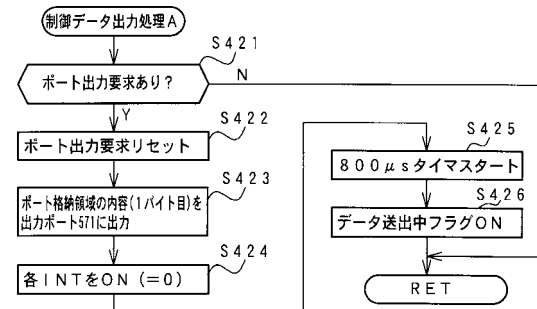 制御データ出力処理A
S421
ポート出力要求あり?
N
Y
S422
ポート出力要求リセット
S423
ポート格納領域の内容(1バイト目)を
出力ポート571に出力
S424
各INTをON(=0)
S425
800μsタイマスタート
S426
データ送出中フラグON
RET